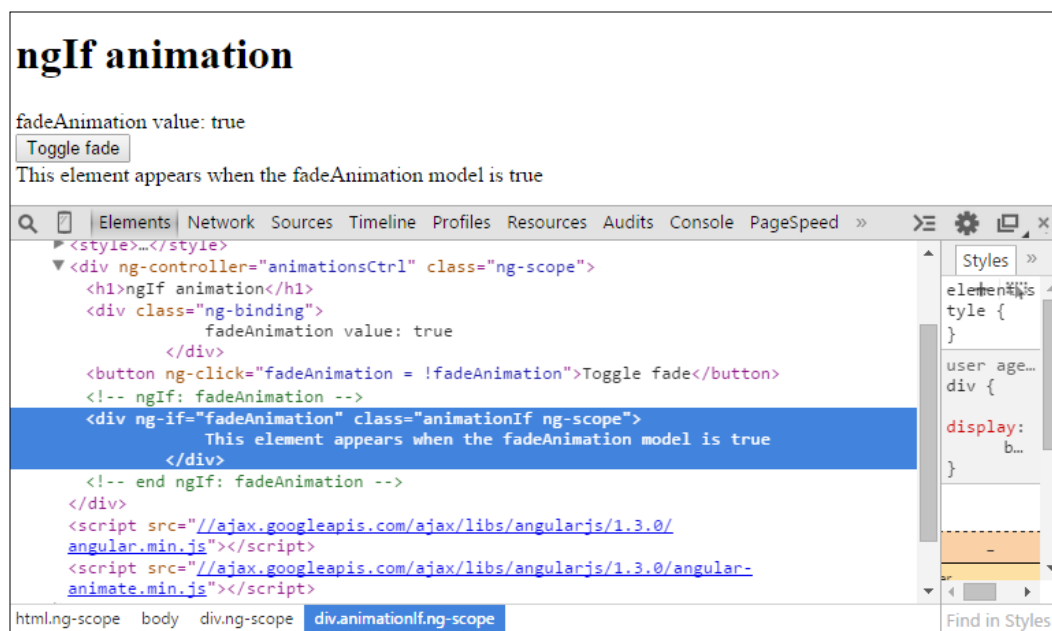 ngIf animation
fadeAnimation value: true
Toggle fade
This element appears when the fadeAnimation model is true
Elements Network Sources Timeline Profiles Resources Audits Console PageSpeed »
▶<style>…</style>
▼<div ng-controller="animationsCtrl" class="ng-scope">
<h1>ngIf animation</h1>
<div class="ng-binding">
fadeAnimation value: true
</div>
<button ng-click="fadeAnimation = !fadeAnimation">Toggle fade</button>
<!-- ngIf: fadeAnimation -->
<div ng-if="fadeAnimation" class="animationIf ng-scope">
This element appears when the fadeAnimation model is true
</div>
<!-- end ngIf: fadeAnimation -->
</div>
<script src="//ajax.googleapis.com/ajax/libs/angularjs/1.3.0/
angular.min.js"></script>
<script src="//ajax.googleapis.com/ajax/libs/angularjs/1.3.0/angular-
animate.min.js"></script>
html.ng-scope body div.ng-scope div.animationIf.ng-scope
Styles »
element.s
tyle {
}
user age…
div {
display:
b…
}
–
Find in Styles